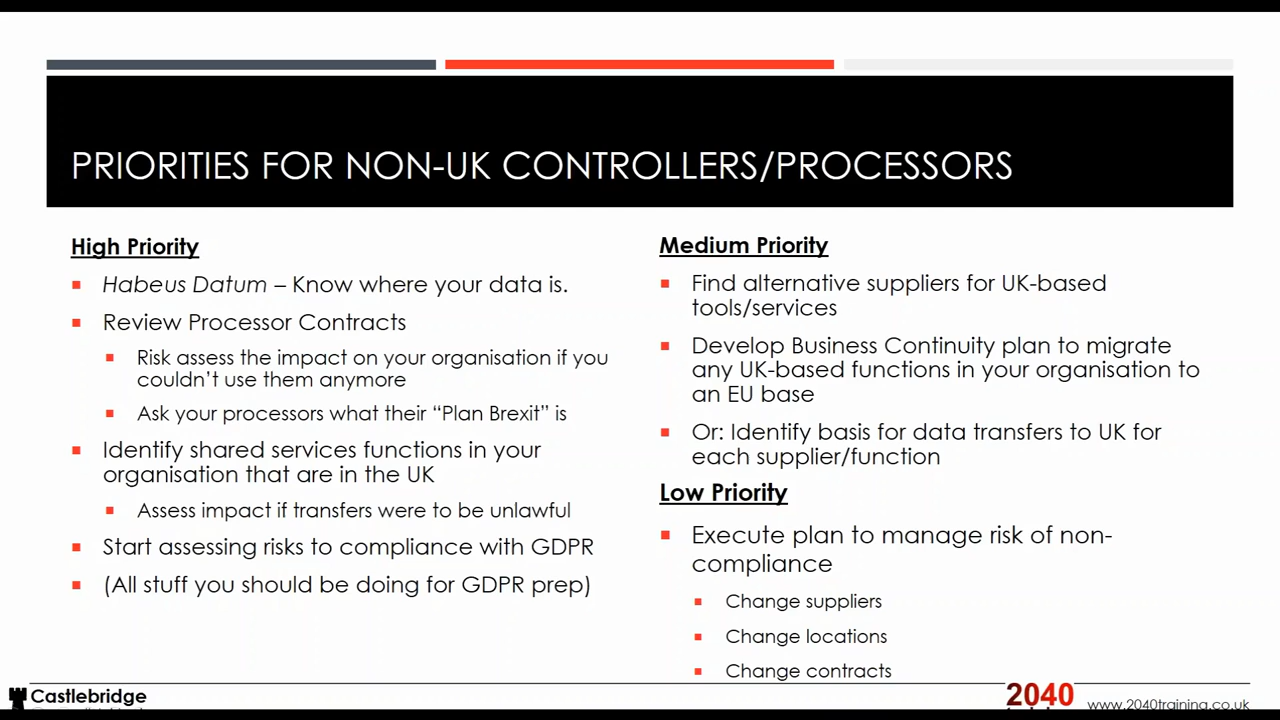 PRIORITIES FOR NON-UK CONTROLLERS/PROCESSORS
High Priority
Habeus Datum – Know where your data is.
Review Processor Contracts
Risk assess the impact on your organisation if you
couldn't use them anymore
Ask your processors what their “Plan Brexit” is
Identify shared services functions in your
organisation that are in the UK
Assess impact if transfers were to be unlawful
Start assessing risks to compliance with GDPR
(All stuff you should be doing for GDPR prep)
Medium Priority
Find alternative suppliers for UK-based
tools/services
Develop Business Continuity plan to migrate
any UK-based functions in your organisation to
an EU base
Or: Identify basis for data transfers to UK for
each supplier/function
Low Priority
Execute plan to manage risk of non-
compliance
Change suppliers
Change locations
Change contracts
Castlebridge
2040
www.2040training.co.uk